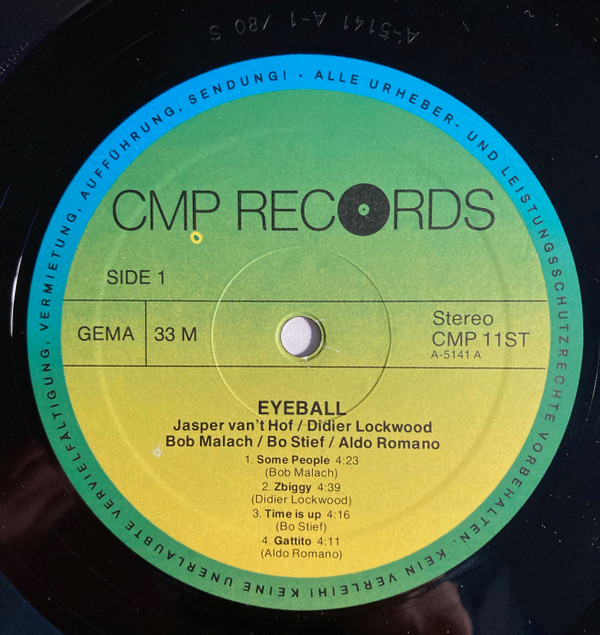 A-5141 A-1 /80 S
ALLE URHEBER- UND LEISTUNGSSCHUTZRECHTE VORBEHALTEN. KEIN VERLEIH! KEINE UNERLAUBTE VERVIELFÄLTIGUNG, VERMIETUNG, AUFFÜHRUNG, SENDUNG! ·
CMP RECORDS
SIDE 1
GEMA 33 M
Stereo
CMP 11ST
A-5141 A
EYEBALL
Jasper van't Hof / Didier Lockwood
Bob Malach / Bo Stief / Aldo Romano
1. Some People 4:23
(Bob Malach)
2. Zbiggy 4:39
(Didier Lockwood)
3. Time is up 4:16
(Bo Stief)
4. Gattito 4:11
(Aldo Romano)